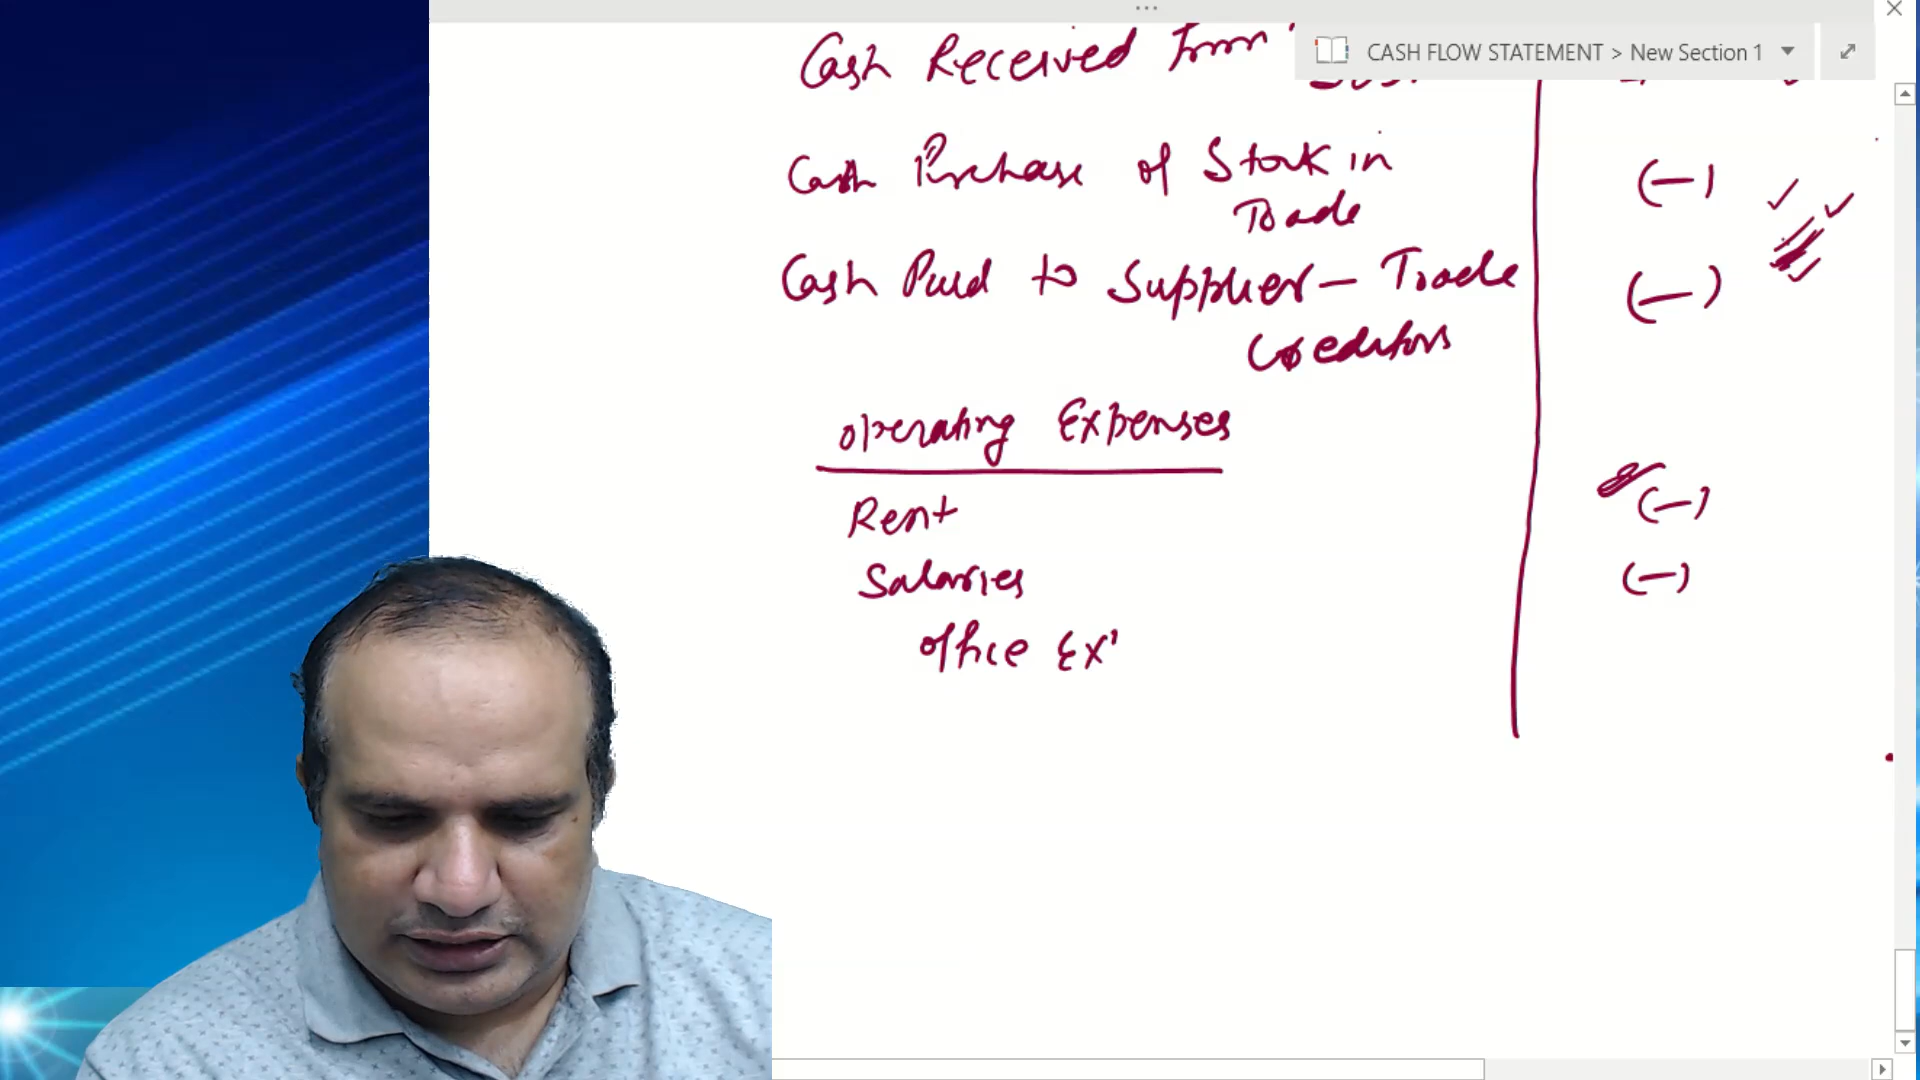 CASH FLOW STATEMENT > New Section 1
Cash Received from
Cash Purchase of Stock in (-)
Trade
Cash Paid to Supplier - Trade (-)
Creditors
Operating Expenses
Rent (-)
Salaries (-)
office Ex